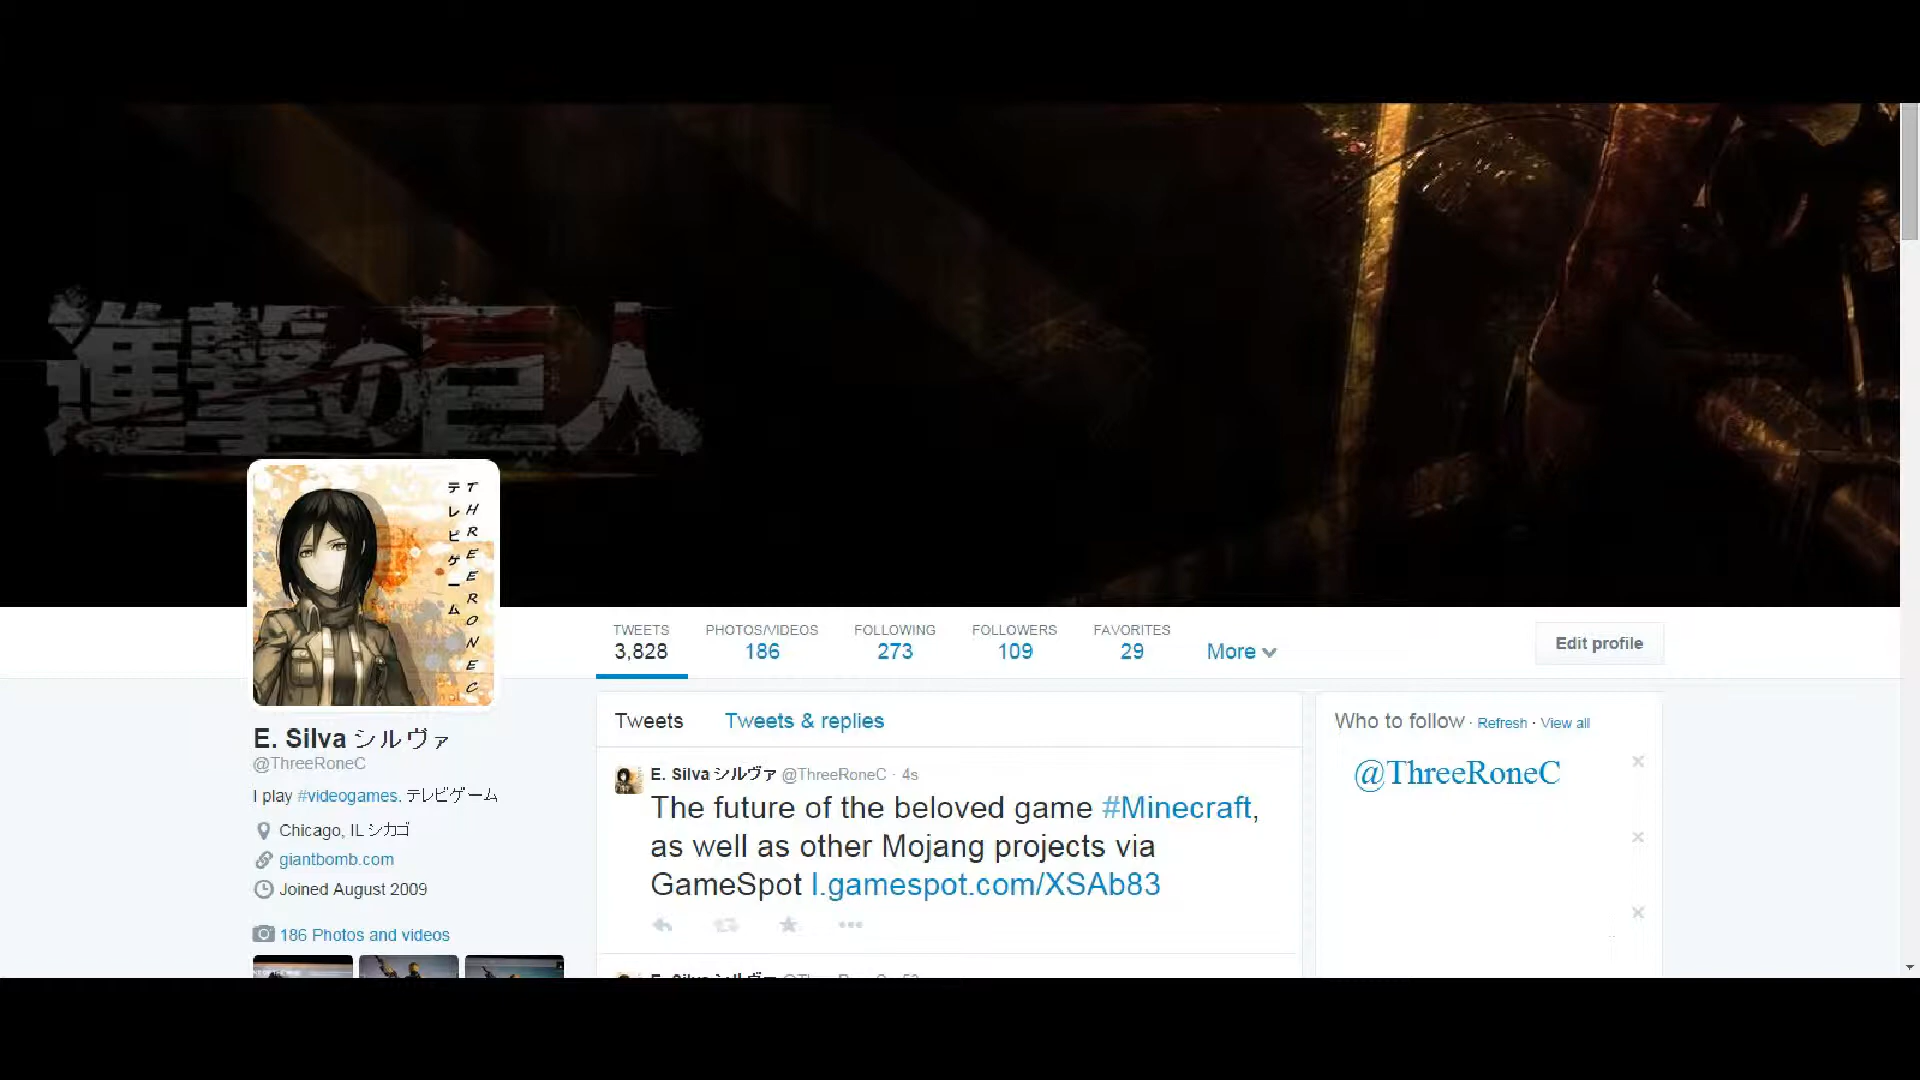 進撃の巨人
THREERONEC
テレビゲーム
TWEETS 3,828
PHOTOS/VIDEOS 186
FOLLOWING 273
FOLLOWERS 109
FAVORITES 29
More
Edit profile
E. Silva シルヴァ
@ThreeRoneC
I play #videogames. テレビゲーム
Chicago, IL シカゴ
giantbomb.com
Joined August 2009
186 Photos and videos
Tweets Tweets & replies
E. Silva シルヴァ @ThreeRoneC · 4s
The future of the beloved game #Minecraft,
as well as other Mojang projects via
GameSpot l.gamespot.com/XSAb83
Who to follow · Refresh · View all
@ThreeRoneC